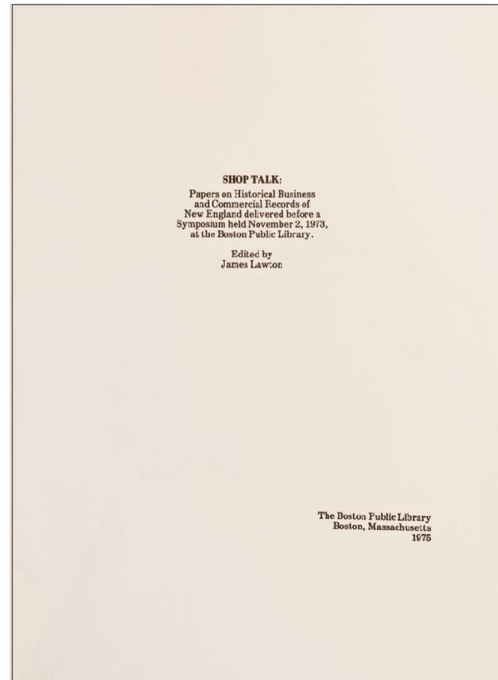 SHOP TALK:
Papers on Historical Business
and Commercial Records of
New England delivered before a
Symposium held November 2, 1973,
at the Boston Public Library.
Edited by
James Lawton
The Boston Public Library
Boston, Massachusetts
1975